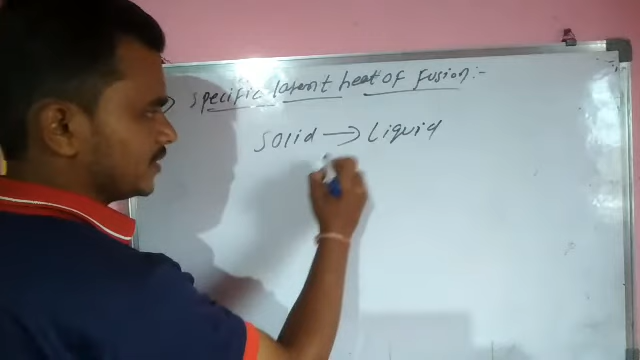 ) Specific latent heat of fusion:-
Solid → Liquid